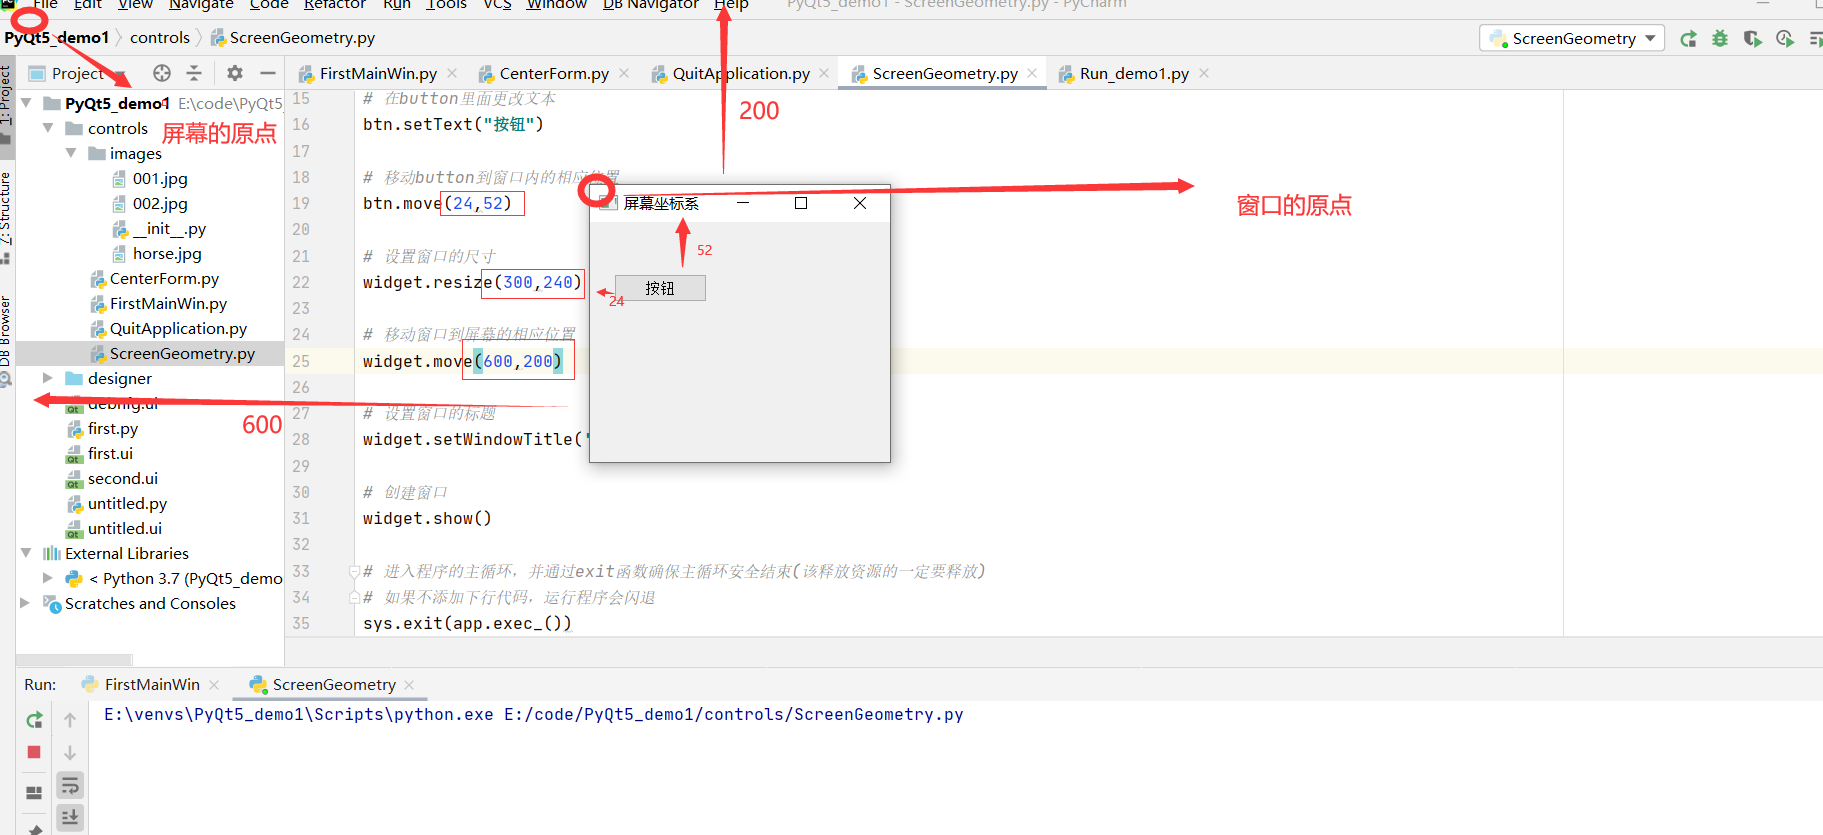 File Edit View Navigate Code Refactor Run Tools VCS Window DB Navigator Help PyQt5_demo1 - ScreenGeometry.py - PyCharm
PyQt5_demo1 controls ScreenGeometry.py
ScreenGeometry
Project
FirstMainWin.py CenterForm.py QuitApplication.py ScreenGeometry.py Run_demo1.py
1: Project
7: Structure
DB Browser
PyQt5_demo1 E:\code\PyQt5_
controls
images
001.jpg
002.jpg
__init__.py
horse.jpg
CenterForm.py
FirstMainWin.py
QuitApplication.py
ScreenGeometry.py
designer
first.py
first.ui
second.ui
untitled.py
untitled.ui
External Libraries
< Python 3.7 (PyQt5_demo
Scratches and Consoles
屏幕的原点
600
200
窗口的原点
15 # 在button里面更改文本
16 btn.setText("按钮")
17
18 # 移动button到窗口内的相应位置
19 btn.move(24,52)
20
21 # 设置窗口的尺寸
22 widget.resize(300,240)
23
24 # 移动窗口到屏幕的相应位置
25 widget.move(600,200)
26
27 # 设置窗口的标题
28 widget.setWindowTitle('
29
30 # 创建窗口
31 widget.show()
32
33 # 进入程序的主循环，并通过exit函数确保主循环安全结束(该释放资源的一定要释放)
34 # 如果不添加下行代码，运行程序会闪退
35 sys.exit(app.exec_())
屏幕坐标系
52
按钮
24
Run: FirstMainWin ScreenGeometry
E:\venvs\PyQt5_demo1\Scripts\python.exe E:/code/PyQt5_demo1/controls/ScreenGeometry.py